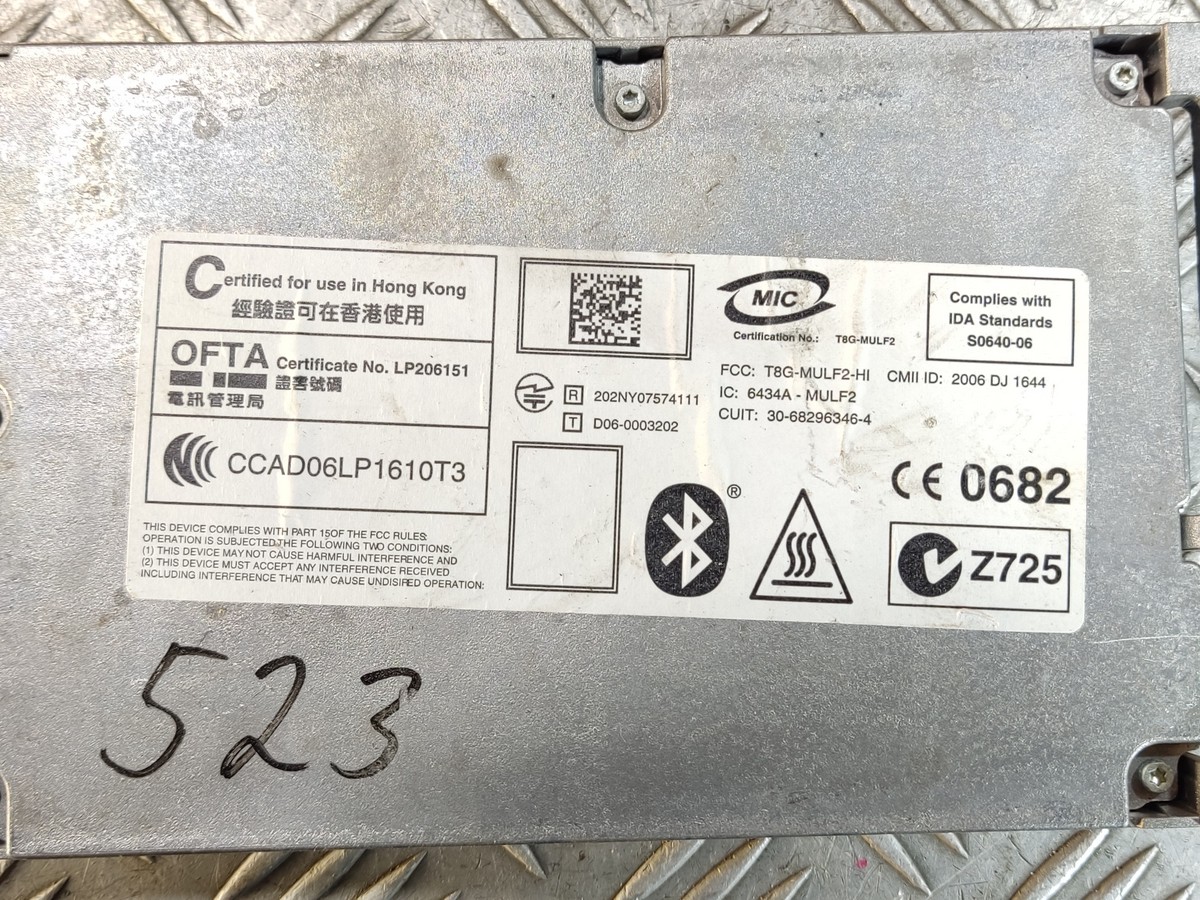 Certified for use in Hong Kong
經驗證可在香港使用
OFTA Certificate No. LP206151
證書號碼
電訊管理局
CCAD06LP1610T3
THIS DEVICE COMPLIES WITH PART 15OF THE FCC RULES:
OPERATION IS SUBJECTED THE FOLLOWING TWO CONDITIONS:
(1) THIS DEVICE MAY NOT CAUSE HARMFUL INTERFERENCE AND
(2) THIS DEVICE MUST ACCEPT ANY INTERFERENCE RECEIVED
INCLUDING INTERFERENCE THAT MAY CAUSE UNDISIRED OPERATION:
R 202NY07574111
T D06-0003202
MIC
Certification No.: T8G-MULF2
Complies with
IDA Standards
S0640-06
FCC: T8G-MULF2-HI CMII ID: 2006 DJ 1644
IC: 6434A - MULF2
CUIT: 30-68296346-4
®
CE 0682
Z725
523